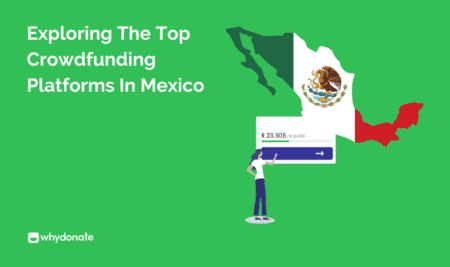 Exploring The Top
Crowdfunding
Platforms In Mexico
€ 23.505
whydonate